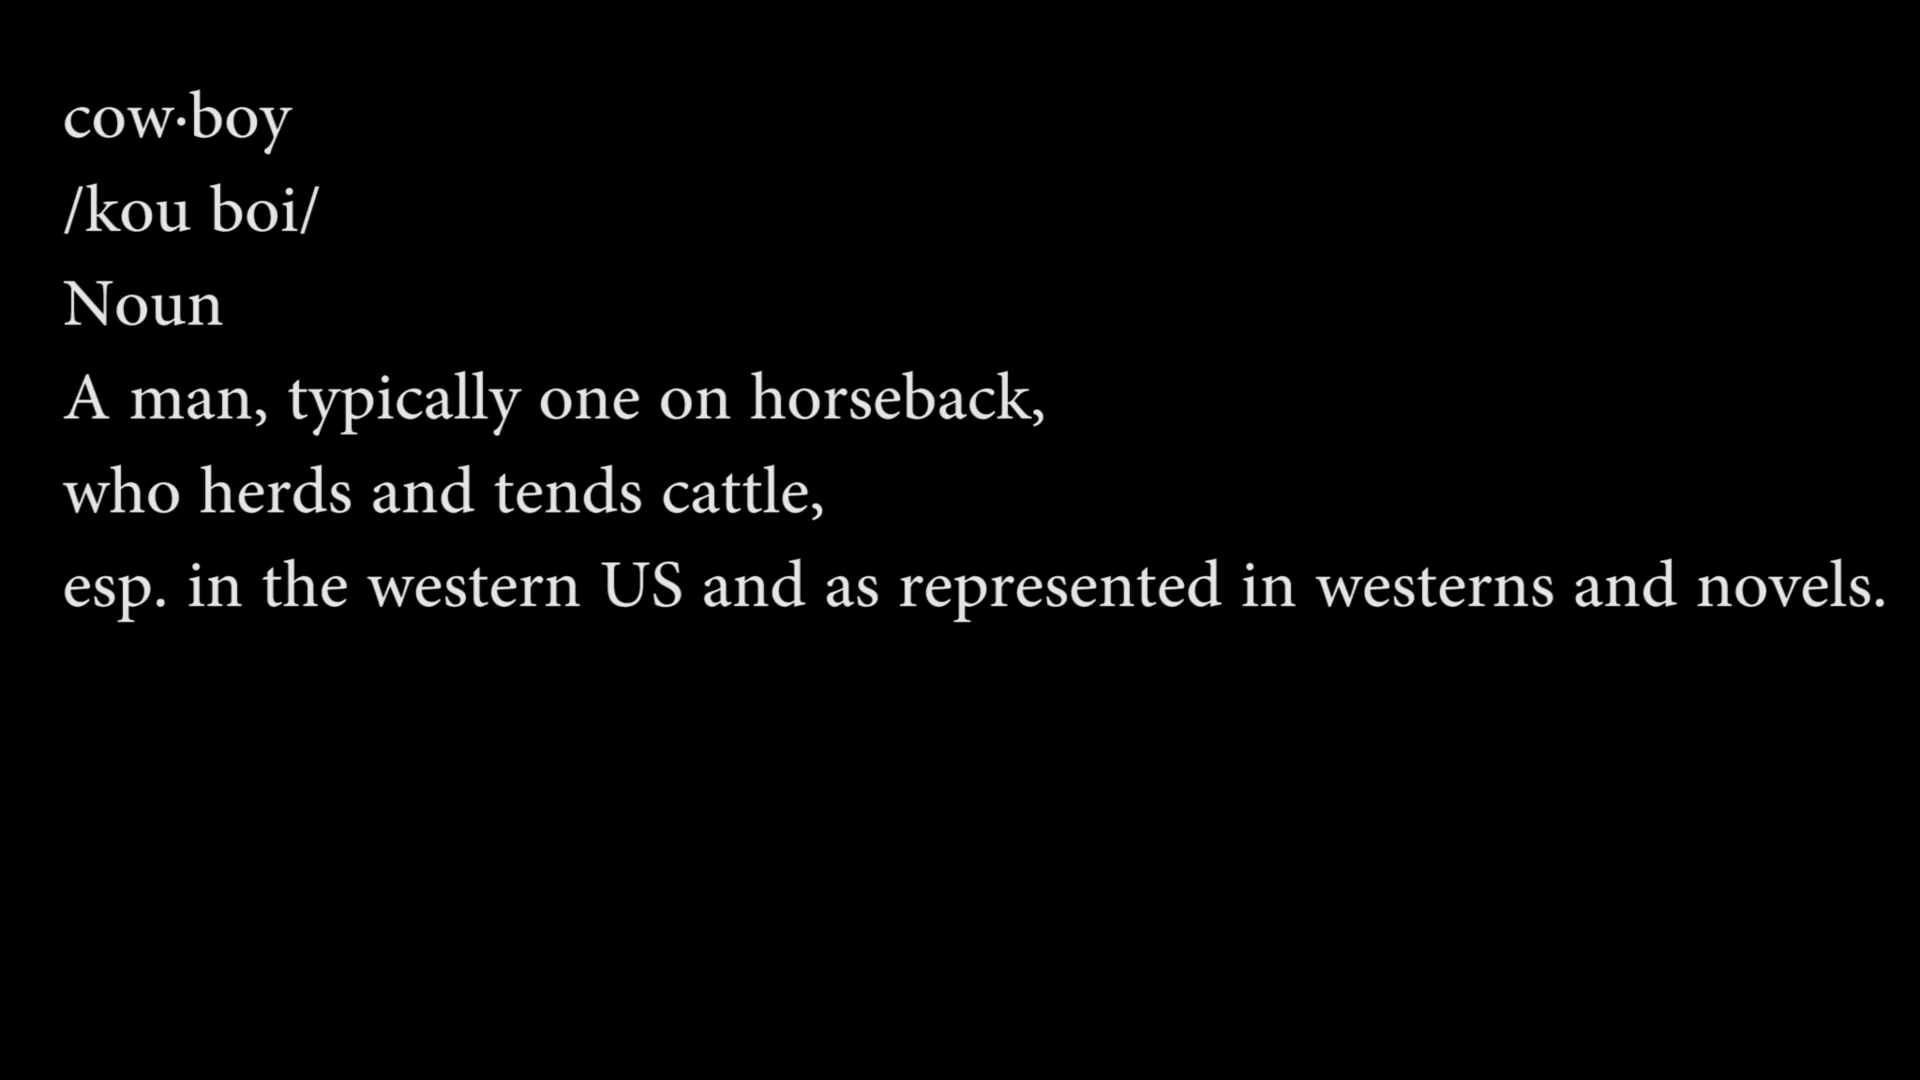 cow·boy
/kou boi/
Noun
A man, typically one on horseback,
who herds and tends cattle,
esp. in the western US and as represented in westerns and novels.